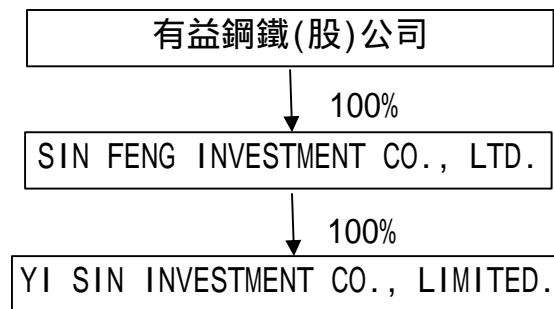 有益鋼鐵(股)公司
100%
SIN FENG INVESTMENT CO., LTD.
100%
YI SIN INVESTMENT CO., LIMITED.